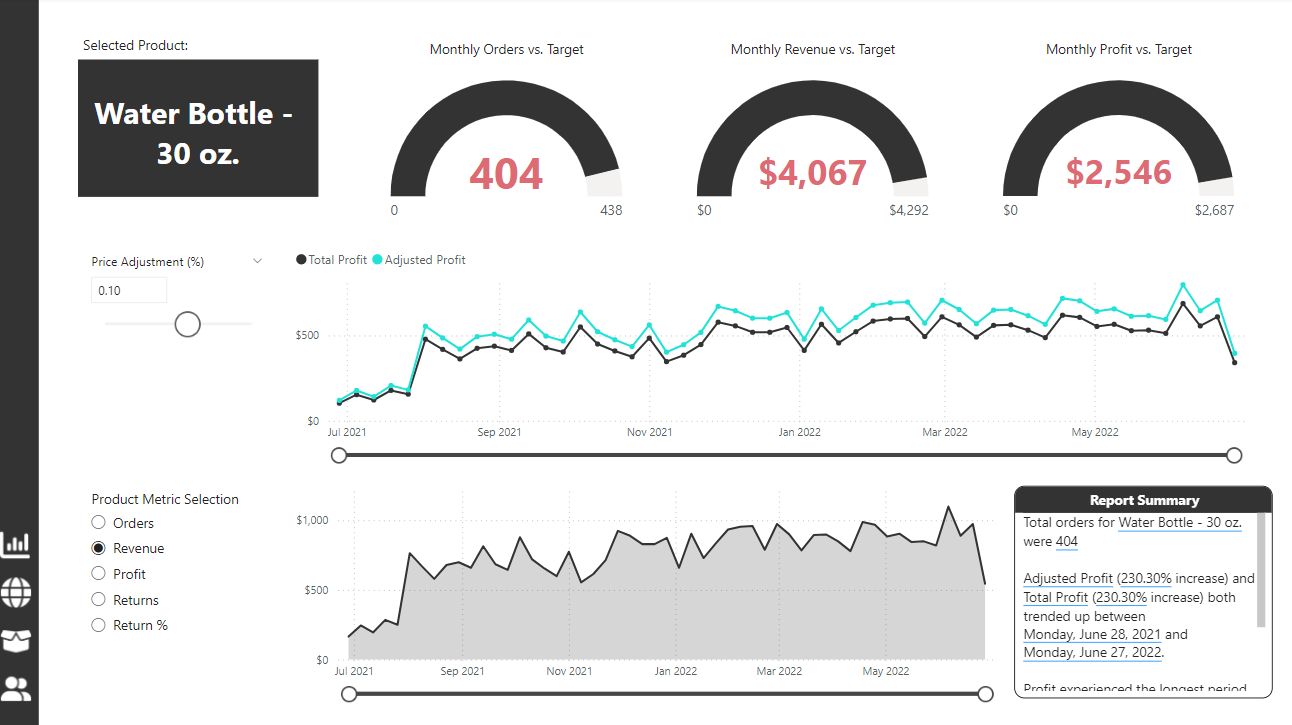 Selected Product:
Water Bottle -
30 oz.
Monthly Orders vs. Target
404
0
438
Monthly Revenue vs. Target
$4,067
$0
$4,292
Monthly Profit vs. Target
$2,546
$0
$2,687
Price Adjustment (%)
0.10
Total Profit
Adjusted Profit
$500
$0
Jul 2021
Sep 2021
Nov 2021
Jan 2022
Mar 2022
May 2022
Product Metric Selection
Orders
Revenue
Profit
Returns
Return %
$1,000
$500
$0
Jul 2021
Sep 2021
Nov 2021
Jan 2022
Mar 2022
May 2022
Report Summary
Total orders for Water Bottle - 30 oz.
were 404
Adjusted Profit (230.30% increase) and
Total Profit (230.30% increase) both
trended up between
Monday, June 28, 2021 and
Monday, June 27, 2022.
Profit experienced the longest period